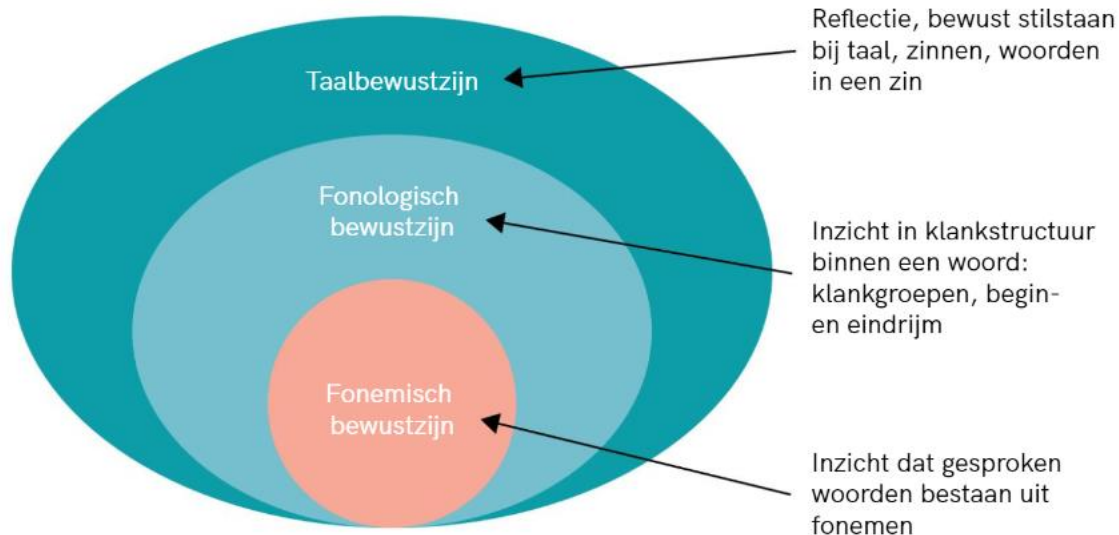 Reflectie, bewust stilstaan
bij taal, zinnen, woorden
in een zin
Taalbewustzijn
Fonologisch
bewustzijn
Inzicht in klankstructuur
binnen een woord:
klankgroepen, begin-
en eindrijm
Fonemisch
bewustzijn
Inzicht dat gesproken
woorden bestaan uit
fonemen